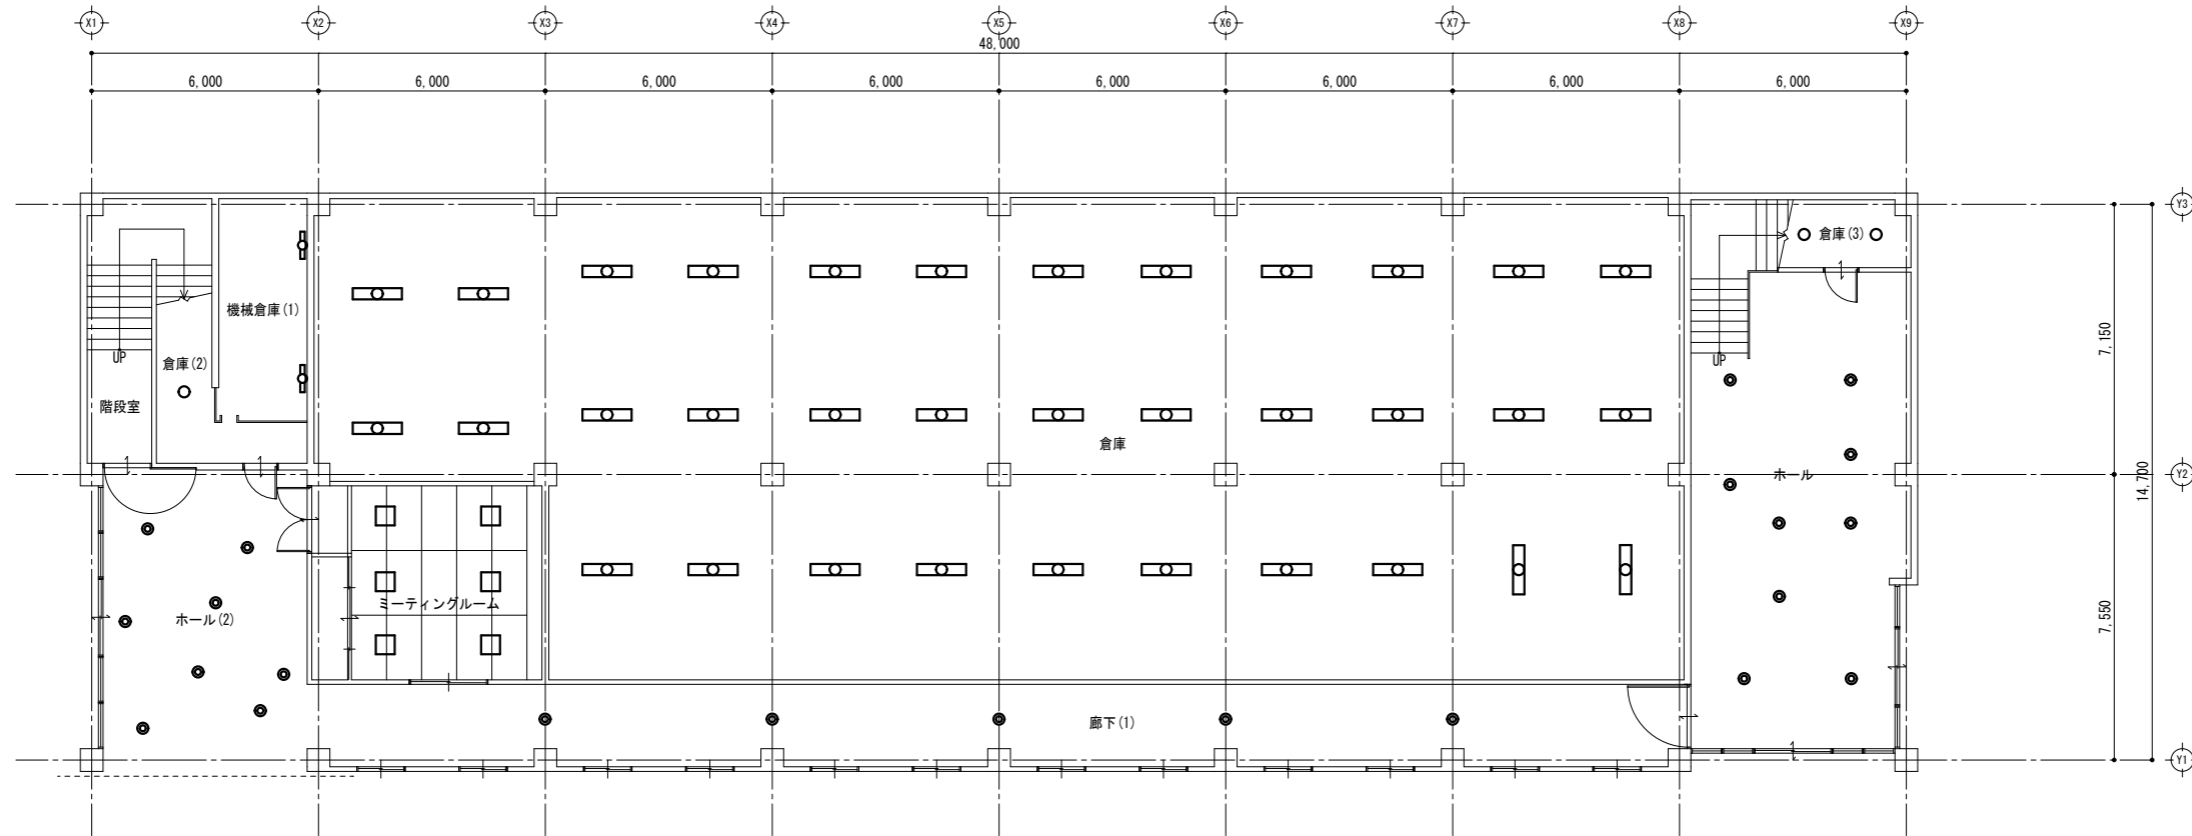 X1 X2 X3 X4 X5 X6 X7 X8 X9
48,000
6,000 6,000 6,000 6,000 6,000 6,000 6,000 6,000
Y3
倉庫(3)
機械倉庫(1)
7,150
UP
倉庫(2)
UP
階段室
倉庫
ホール
Y2
14,700
ミーティングルーム
ホール(2)
7,550
廊下(1)
Y1